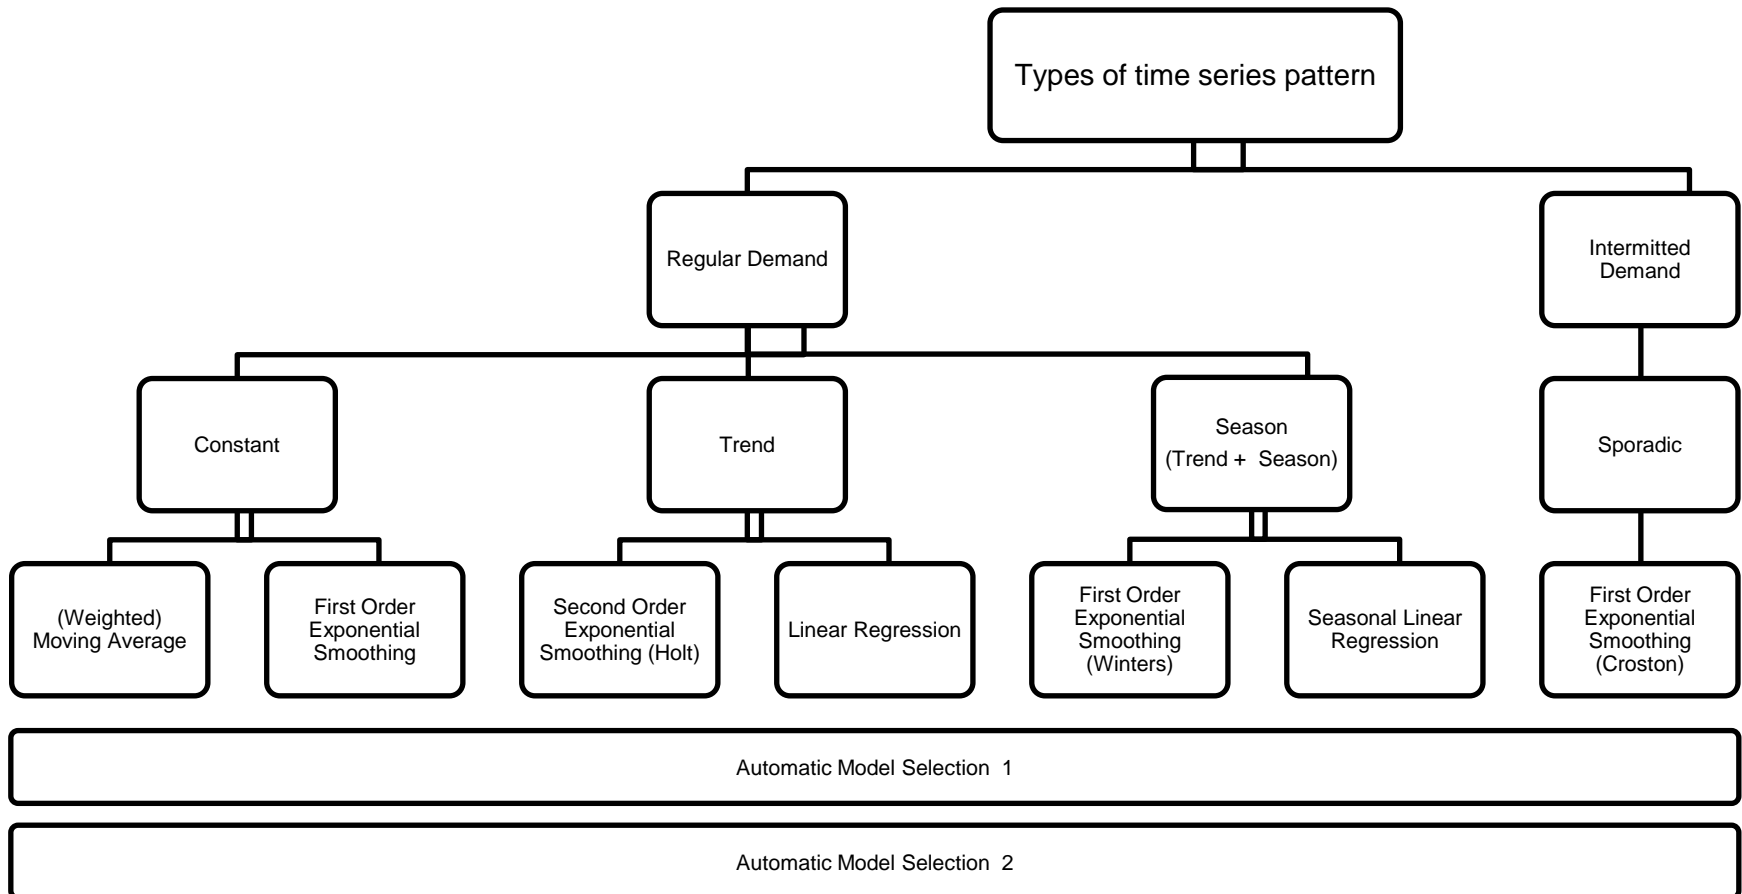 Types of time series pattern
Regular Demand
Intermitted
Demand
Constant
Trend
Season
(Trend + Season)
Sporadic
(Weighted)
Moving Average
First Order
Exponential
Smoothing
Second Order
Exponential
Smoothing (Holt)
Linear Regression
First Order
Exponential
Smoothing
(Winters)
Seasonal Linear
Regression
First Order
Exponential
Smoothing
(Croston)
Automatic Model Selection 1
Automatic Model Selection 2